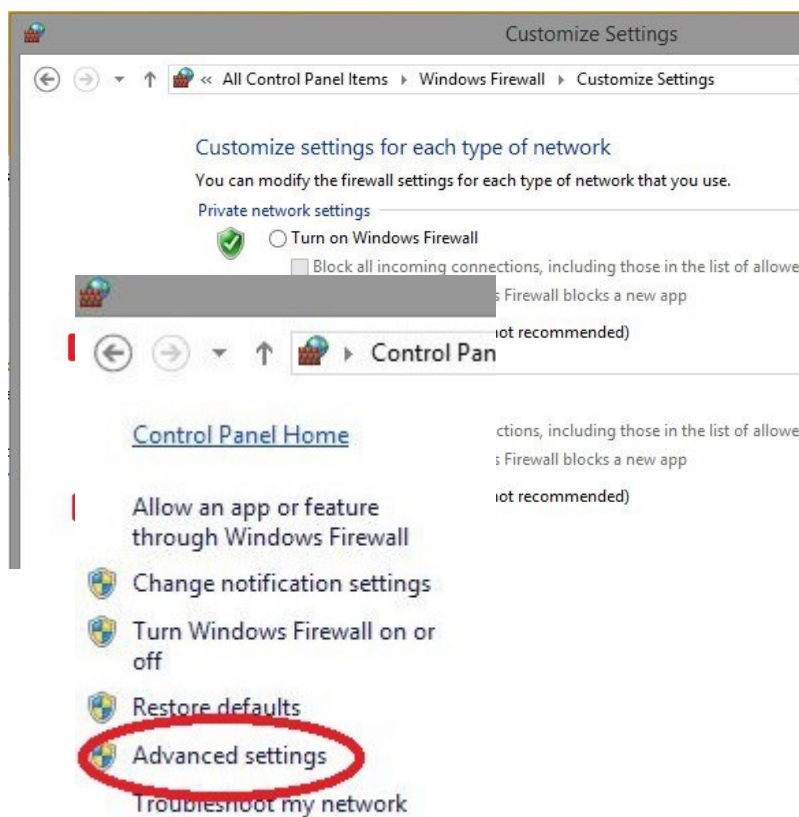 Customize Settings
« All Control Panel Items ▸ Windows Firewall ▸ Customize Settings
Customize settings for each type of network
You can modify the firewall settings for each type of network that you use.
Private network settings
Turn on Windows Firewall
Block all incoming connections, including those in the list of allowe
s Firewall blocks a new app
not recommended)
Control Pan
Control Panel Home
ctions, including those in the list of allowe
s Firewall blocks a new app
not recommended)
Allow an app or feature
through Windows Firewall
Change notification settings
Turn Windows Firewall on or
off
Restore defaults
Advanced settings
Troubleshoot my network